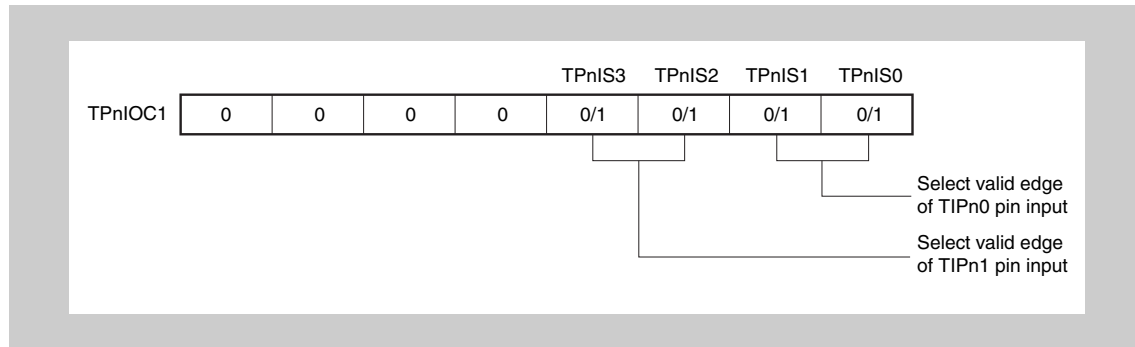 TPnIS3 TPnIS2 TPnIS1 TPnIS0
TPnIOC1 0 0 0 0 0/1 0/1 0/1 0/1
Select valid edge
of TIPn0 pin input
Select valid edge
of TIPn1 pin input